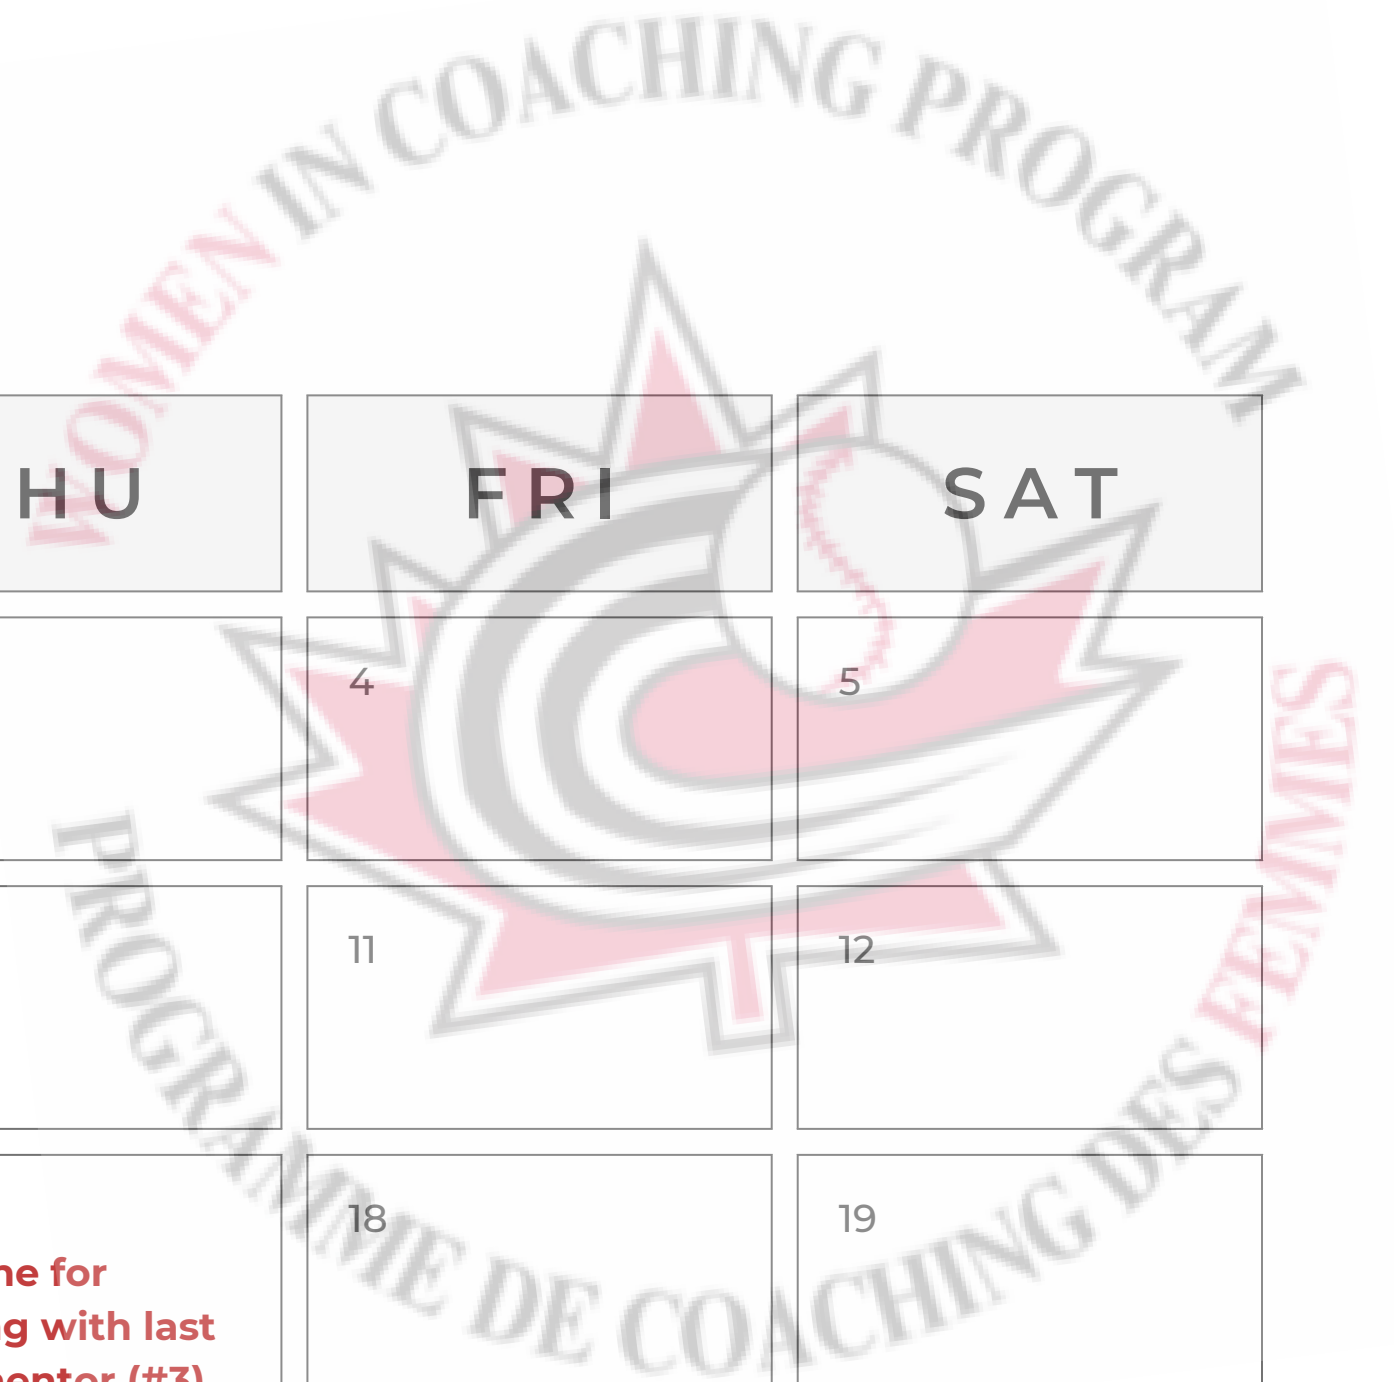 WOMEN IN COACHING PROGRAM
HU FRI SAT
4 5
11 12
18 19
for
with last
(#3)
PROGRAMME DE COACHING DES FEMMES